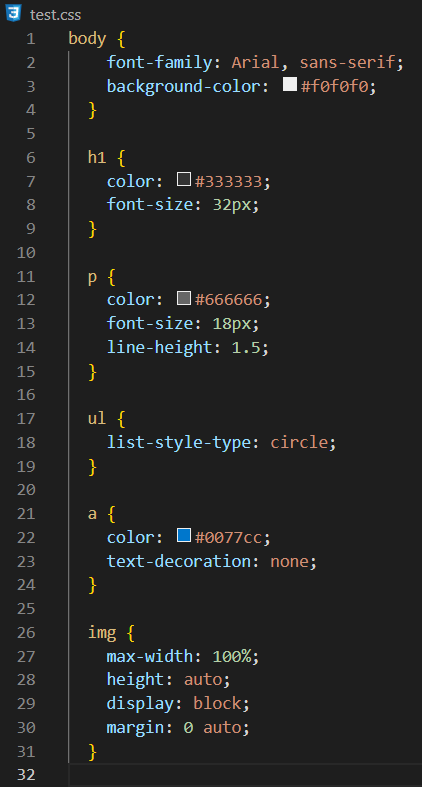 test.css
1 body {
2     font-family: Arial, sans-serif;
3     background-color: #f0f0f0;
4   }
5
6   h1 {
7     color: #333333;
8     font-size: 32px;
9   }
10
11   p {
12     color: #666666;
13     font-size: 18px;
14     line-height: 1.5;
15   }
16
17   ul {
18     list-style-type: circle;
19   }
20
21   a {
22     color: #0077cc;
23     text-decoration: none;
24   }
25
26   img {
27     max-width: 100%;
28     height: auto;
29     display: block;
30     margin: 0 auto;
31   }
32